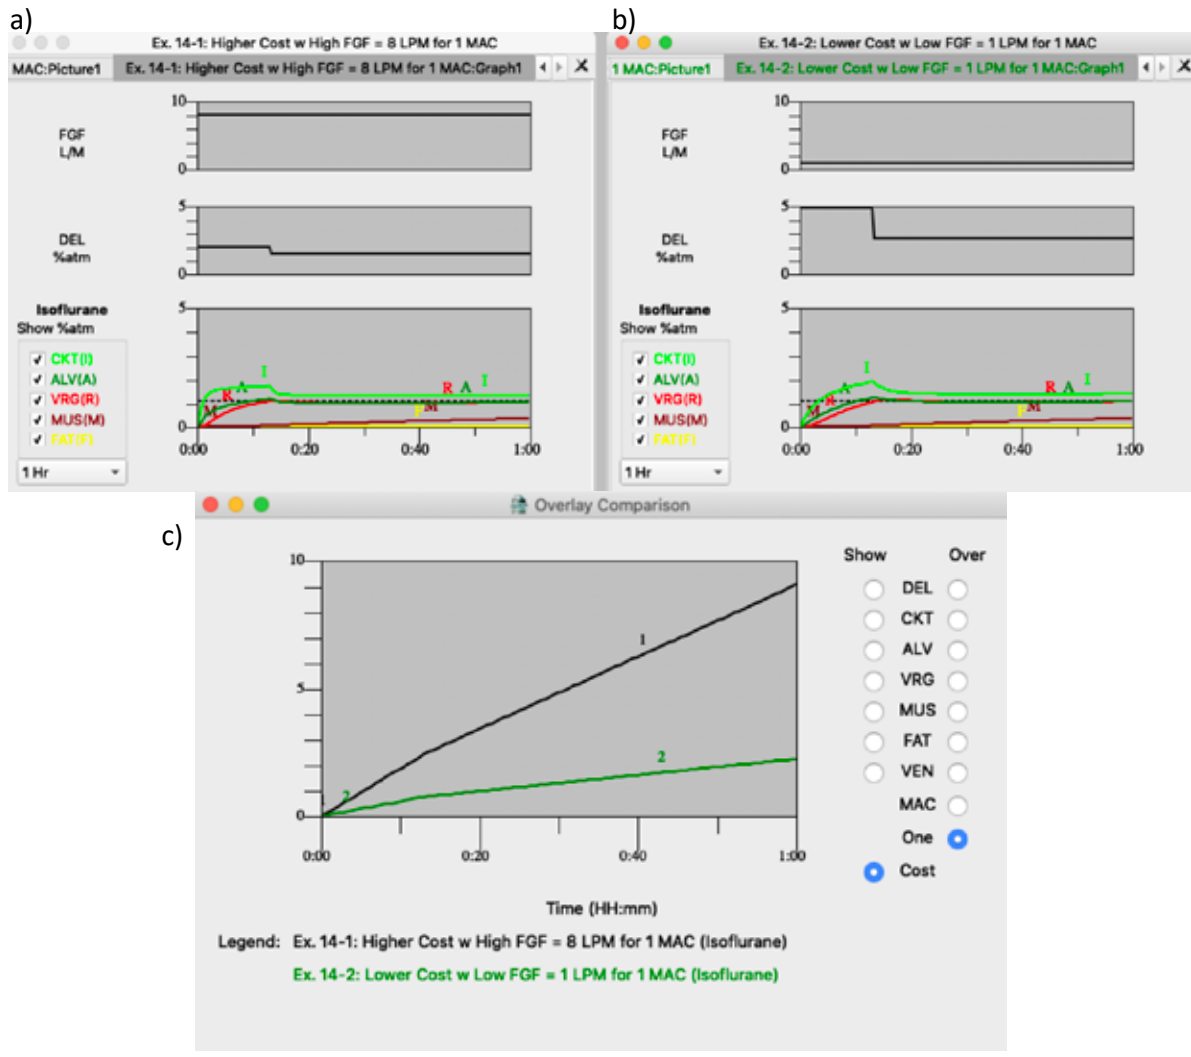 a)
Ex. 14-1: Higher Cost w High FGF = 8 LPM for 1 MAC
MAC:Picture1 Ex. 14-1: Higher Cost w High FGF = 8 LPM for 1 MAC:Graph1
10
FGF
L/M
0
5
DEL
%atm
0
Isoflurane
Show %atm
CKT(I)
ALV(A)
VRG(R)
MUS(M)
FAT(F)
1 Hr
5
0
I
A
R
M
R A I
F M
0:00 0:20 0:40 1:00
b)
Ex. 14-2: Lower Cost w Low FGF = 1 LPM for 1 MAC
1 MAC:Picture1 Ex. 14-2: Lower Cost w Low FGF = 1 LPM for 1 MAC:Graph1
10
FGF
L/M
0
5
DEL
%atm
0
Isoflurane
Show %atm
CKT(I)
ALV(A)
VRG(R)
MUS(M)
FAT(F)
1 Hr
5
0
I
A
R
M
R A I
F M
0:00 0:20 0:40 1:00
c)
Overlay Comparison
10
5
0
1
2
2
0:00 0:20 0:40 1:00
Time (HH:mm)
Show Over
DEL
CKT
ALV
VRG
MUS
FAT
VEN
MAC
One
Cost
Legend: Ex. 14-1: Higher Cost w High FGF = 8 LPM for 1 MAC (Isoflurane)
Ex. 14-2: Lower Cost w Low FGF = 1 LPM for 1 MAC (Isoflurane)